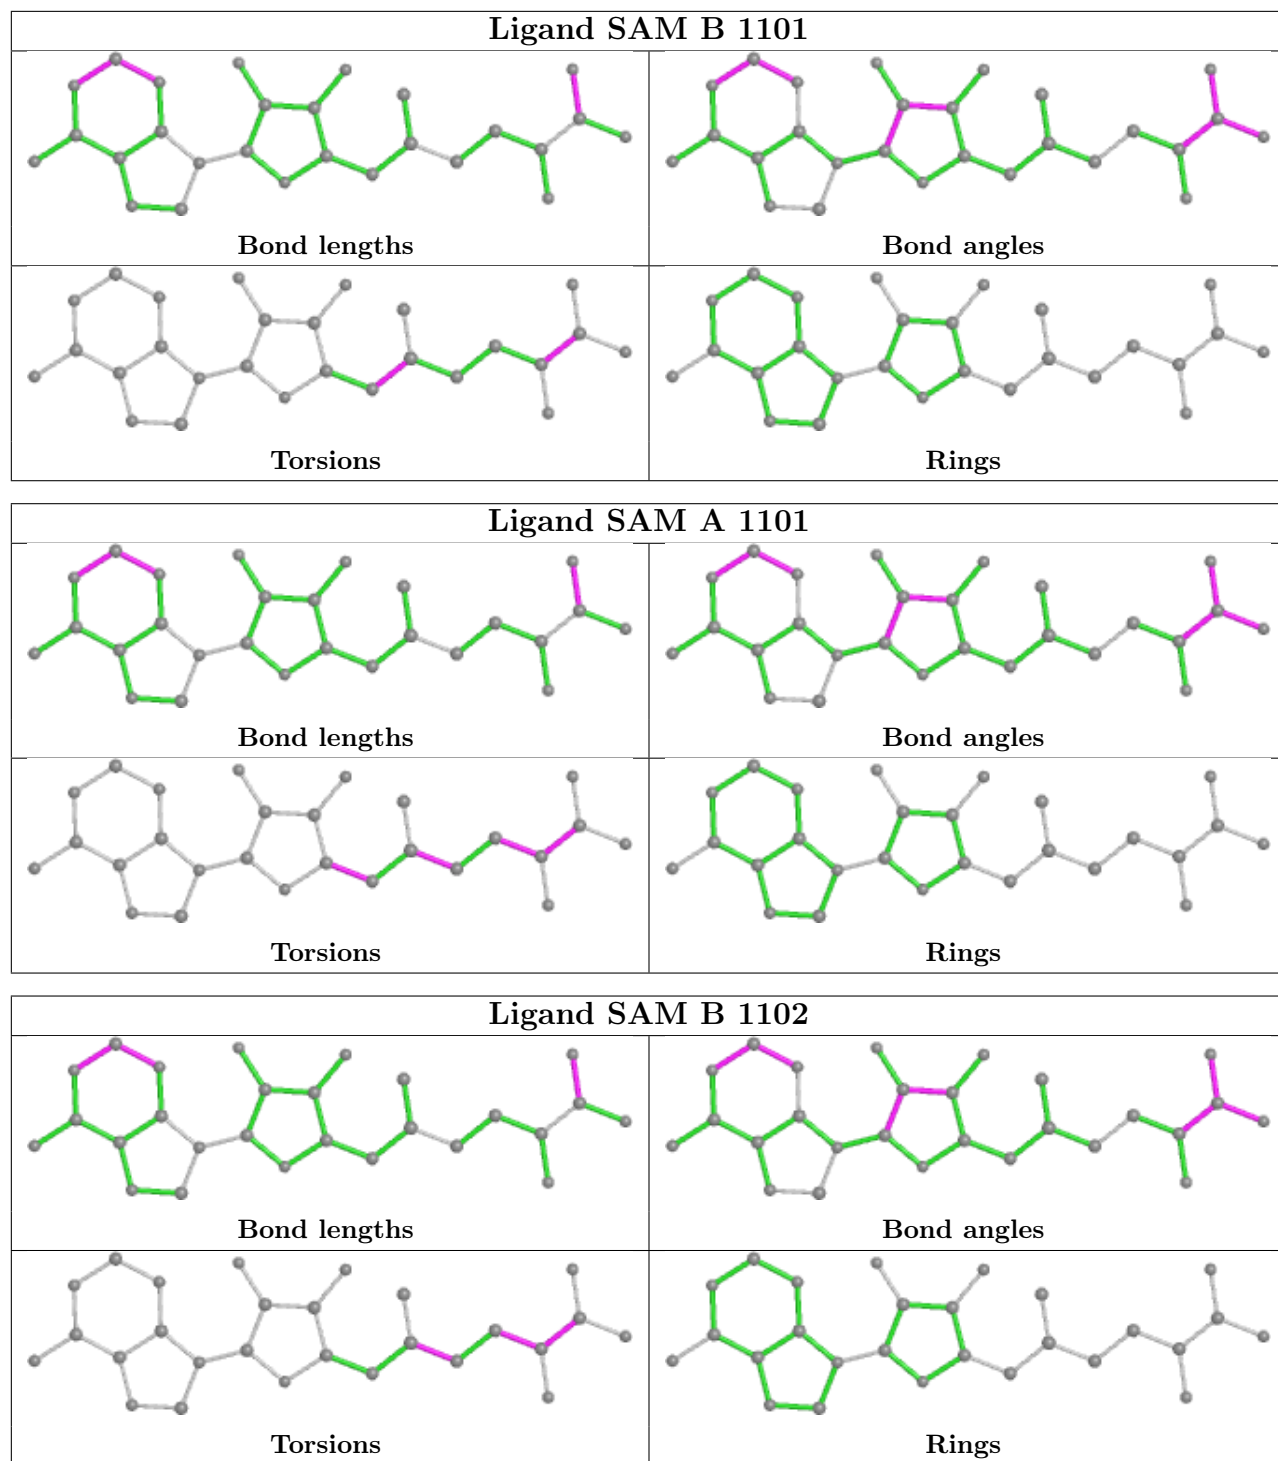 Ligand SAM B 1101
Bond lengths
Bond angles
Torsions
Rings
Ligand SAM A 1101
Bond lengths
Bond angles
Torsions
Rings
Ligand SAM B 1102
Bond lengths
Bond angles
Torsions
Rings